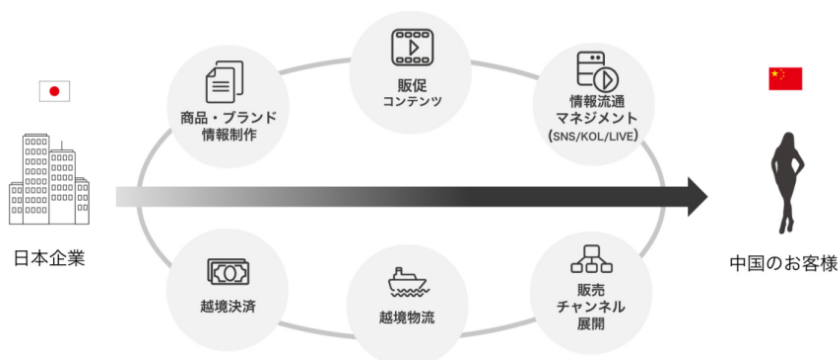 商品・ブランド
情報制作
販促
コンテンツ
情報流通
マネジメント
(SNS/KOL/LIVE)
日本企業
中国のお客様
越境決済
越境物流
販売
チャンネル
展開